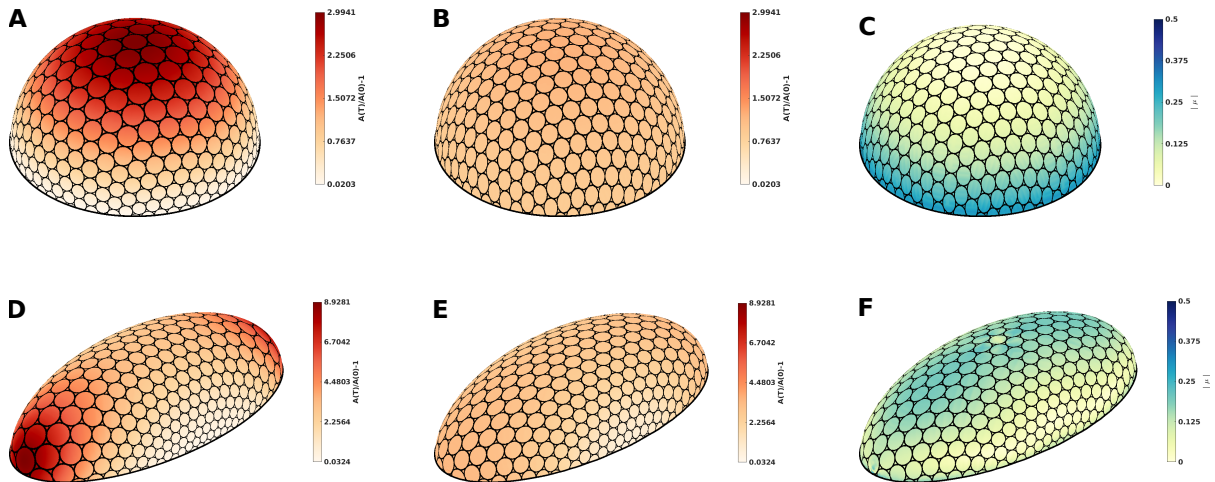 A
2.9941
2.2506
1.5072
0.7637
0.0203
A(T)/A(0)-1
B
2.9941
2.2506
1.5072
0.7637
0.0203
A(T)/A(0)-1
C
0.5
0.375
0.25
0.125
0
| μ |
D
8.9281
6.7042
4.4803
2.2564
0.0324
A(T)/A(0)-1
E
8.9281
6.7042
4.4803
2.2564
0.0324
A(T)/A(0)-1
F
0.5
0.375
0.25
0.125
0
| μ |